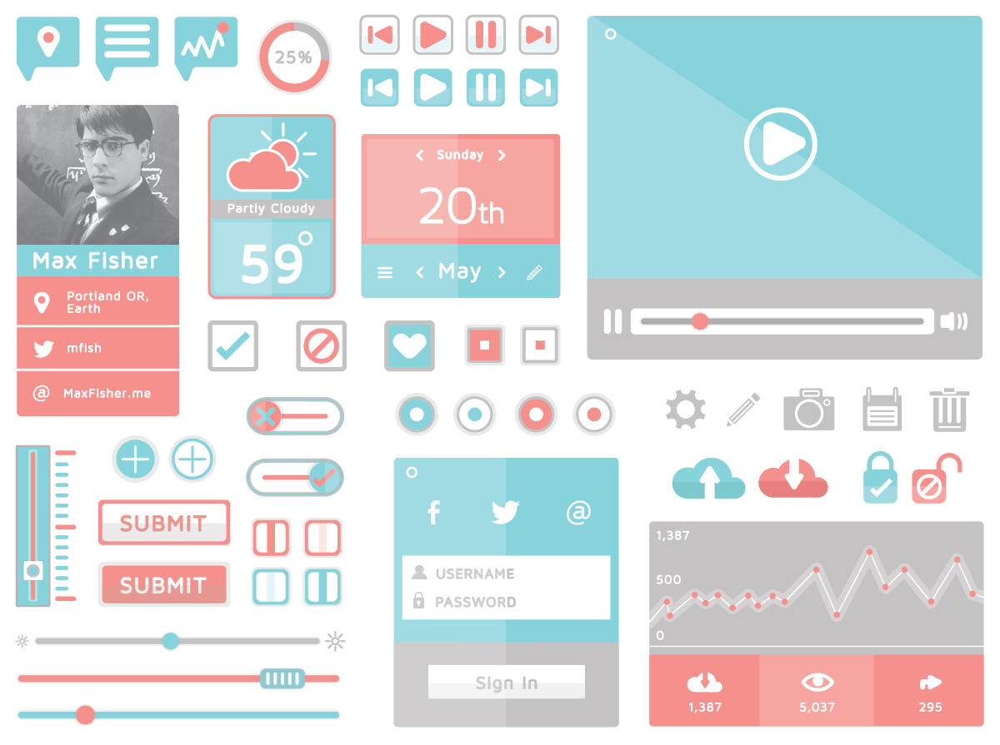 25%
Max Fisher
Portland OR,
Earth
mfish
@ MaxFisher.me
Partly Cloudy
59°
Sunday
20th
May
SUBMIT
SUBMIT
f @
USERNAME
PASSWORD
Sign In
1,387
500
0
1,387 5,037 295